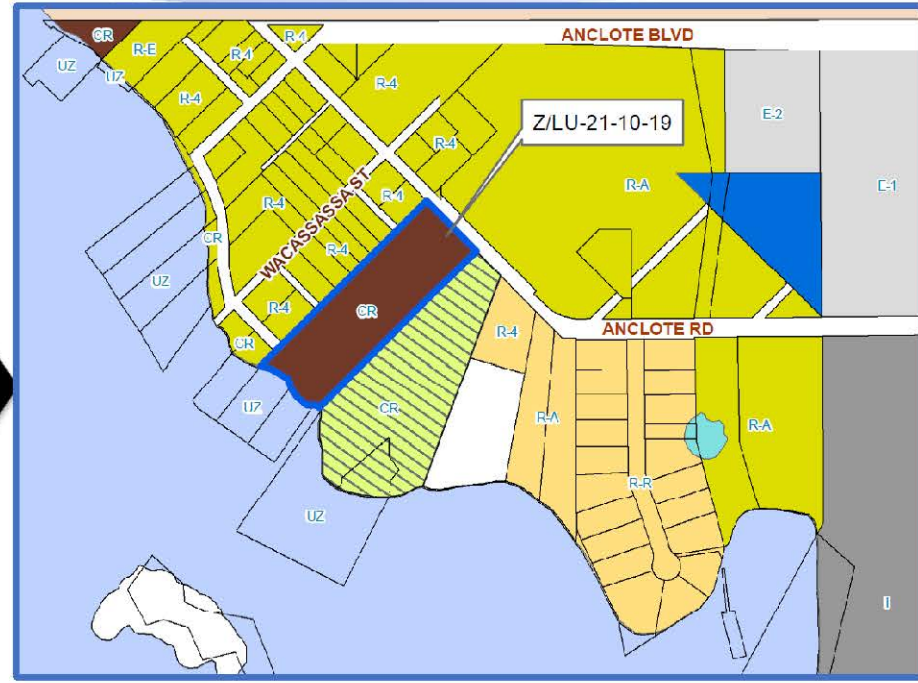 CR
R-E
R-4
R-4
ANCLOTE BLVD
UZ
UZ
R-4
R-4
E-2
Z/LU-21-10-19
R-4
R-A
E-1
WACASSASSA ST
R-4
R-4
CR
R-4
UZ
R-4
CR
ANCLOTE RD
R-4
CR
UZ
CR
R-A
R-A
R-R
UZ
I